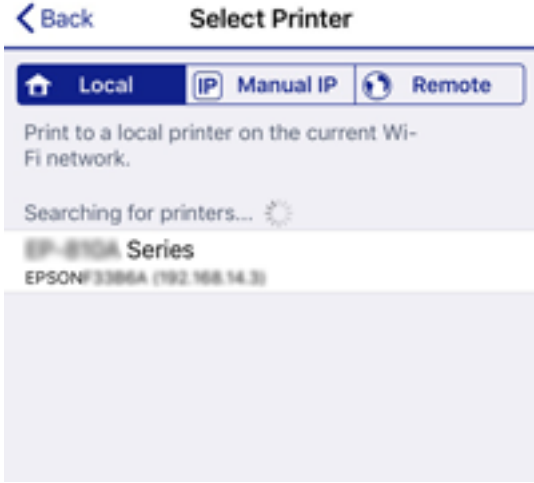 Back Select Printer
Local IP Manual IP Remote
Print to a local printer on the current Wi-
Fi network.
Searching for printers...
Series
EPSON